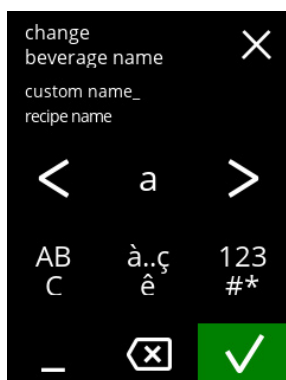 change
beverage name
custom name_
recipe name
< a >
AB à..ç 123
C ê #*
_